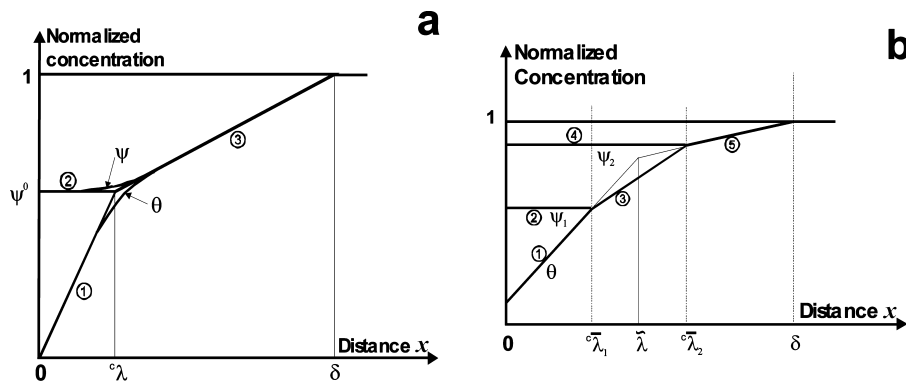 a
Normalized
concentration
1
③
ψ
②
ψ⁰
θ
①
Distance x
0
ᶜλ
δ
b
Normalized
Concentration
1
④
⑤
ψ₂
③
② ψ₁
①
θ
Distance x
0
ᶜλ̄₁
λ̆
ᶜλ̄₂
δ